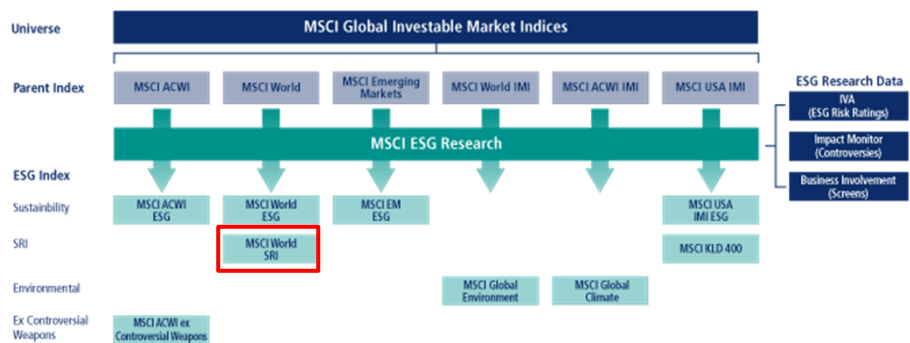 Universe
MSCI Global Investable Market Indices
Parent Index
MSCI ACWI
MSCI World
MSCI Emerging
Markets
MSCI World IMI
MSCI ACWI IMI
MSCI USA IMI
ESG Research Data
IVA
(ESG Risk Ratings)
MSCI ESG Research
Impact Monitor
(Controversies)
Business Involvement
(Screens)
ESG Index
Sustainbility
MSCI ACWI
ESG
MSCI World
ESG
MSCI EM
ESG
MSCI USA
IMI ESG
SRI
MSCI World
SRI
MSCI KLD 400
Environmental
MSCI Global
Environment
MSCI Global
Climate
Ex Controversial
Weapons
MSCI ACWI ex
Controversial Weapons